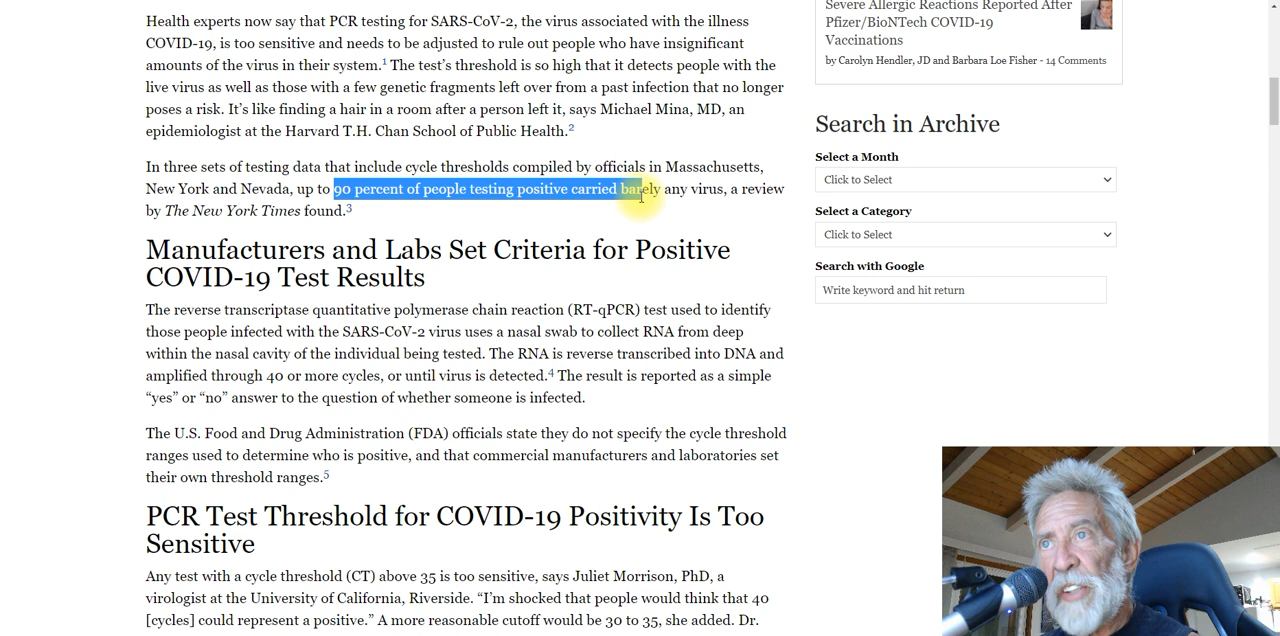 Health experts now say that PCR testing for SARS-CoV-2, the virus associated with the illness
COVID-19, is too sensitive and needs to be adjusted to rule out people who have insignificant
amounts of the virus in their system.1 The test’s threshold is so high that it detects people with the
live virus as well as those with a few genetic fragments left over from a past infection that no longer
poses a risk. It’s like finding a hair in a room after a person left it, says Michael Mina, MD, an
epidemiologist at the Harvard T.H. Chan School of Public Health.2
In three sets of testing data that include cycle thresholds compiled by officials in Massachusetts,
New York and Nevada, up to 90 percent of people testing positive carried barely any virus, a review
by The New York Times found.3
Manufacturers and Labs Set Criteria for Positive
COVID-19 Test Results
The reverse transcriptase quantitative polymerase chain reaction (RT-qPCR) test used to identify
those people infected with the SARS-CoV-2 virus uses a nasal swab to collect RNA from deep
within the nasal cavity of the individual being tested. The RNA is reverse transcribed into DNA and
amplified through 40 or more cycles, or until virus is detected.4 The result is reported as a simple
“yes” or “no” answer to the question of whether someone is infected.
The U.S. Food and Drug Administration (FDA) officials state they do not specify the cycle threshold
ranges used to determine who is positive, and that commercial manufacturers and laboratories set
their own threshold ranges.5
PCR Test Threshold for COVID-19 Positivity Is Too
Sensitive
Any test with a cycle threshold (CT) above 35 is too sensitive, says Juliet Morrison, PhD, a
virologist at the University of California, Riverside. “I’m shocked that people would think that 40
[cycles] could represent a positive.” A more reasonable cutoff would be 30 to 35, she added. Dr.
Severe Allergic Reactions Reported After
Pfizer/BioNTech COVID-19
Vaccinations
by Carolyn Hendler, JD and Barbara Loe Fisher - 14 Comments
Search in Archive
Select a Month
Click to Select
Select a Category
Click to Select
Search with Google
Write keyword and hit return